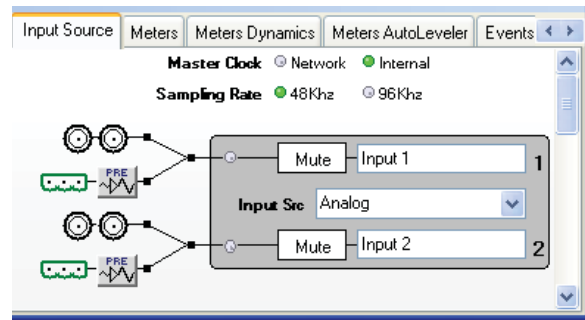 Input Source Meters Meters Dynamics Meters AutoLeveler Events
Master Clock Network Internal
Sampling Rate 48Khz 96Khz
Mute Input 1 1
PRE
Input Src Analog
Mute Input 2 2
PRE